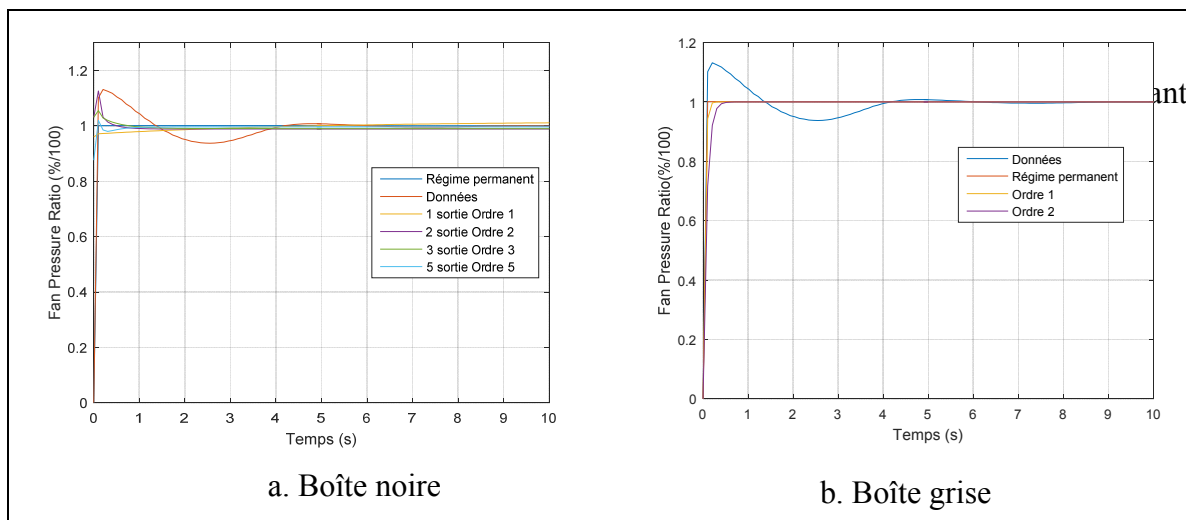 1.2
1
0.8
0.6
0.4
0.2
0
Fan Pressure Ratio (%/100)
0 1 2 3 4 5 6 7 8 9 10
Temps (s)
Régime permanent
Données
1 sortie Ordre 1
2 sortie Ordre 2
3 sortie Ordre 3
5 sortie Ordre 5
a. Boîte noire
1.2
1
0.8
0.6
0.4
0.2
0
Fan Pressure Ratio(%/100)
0 1 2 3 4 5 6 7 8 9 10
Temps (s)
Données
Régime permanent
Ordre 1
Ordre 2
ant
b. Boîte grise